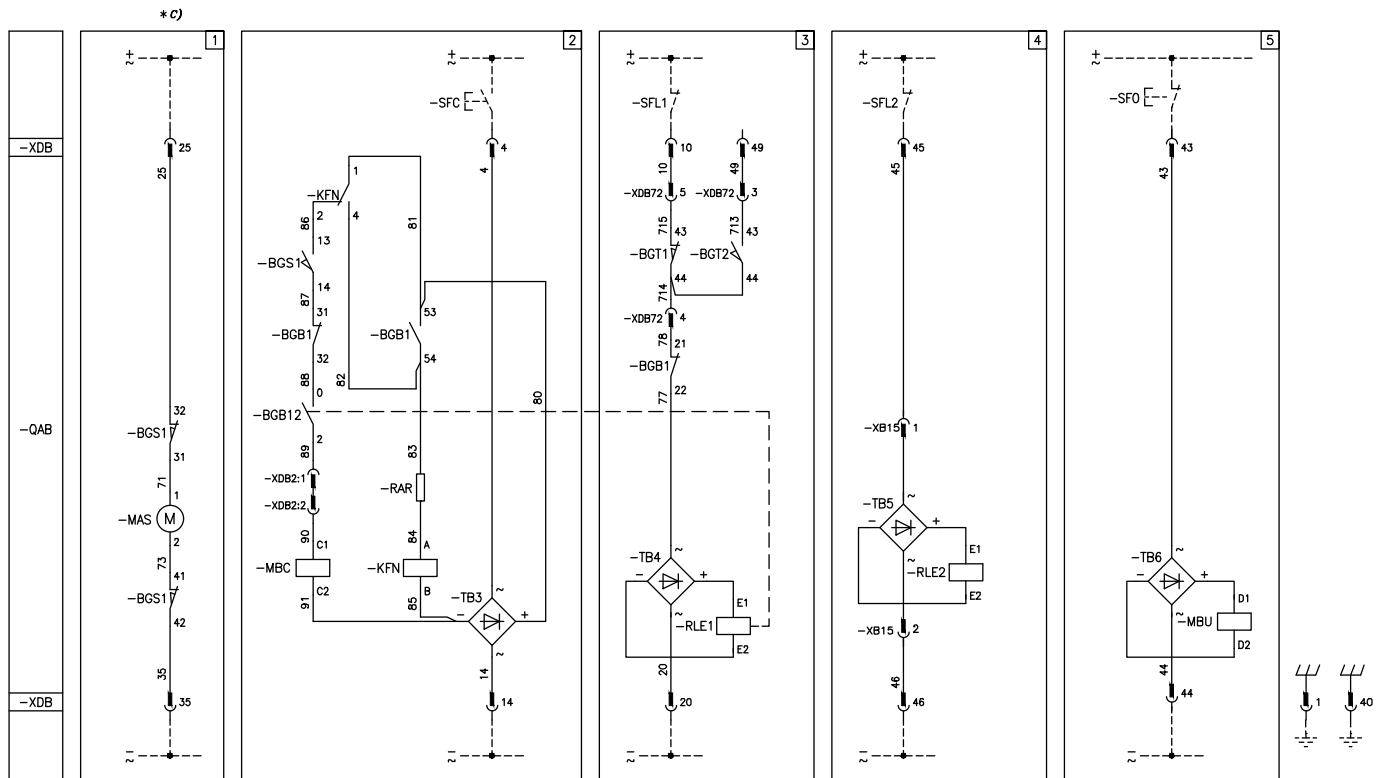 *c)
1
2
3
4
5
+
~
+
~
+
~
+
~
+
~
-SFC
-SFL1
-SFL2
-SFO
-XDB
25
4
10
49
45
43
25
4
10
49
45
43
1
-KFN
2
4
86
81
13
-BGS1
14
87
31
-BGB1
32
88
82
53
-BGB1
54
80
0
-BGB12
2
89
83
-XDB2:1
-XDB2:2
-RAR
90
84
C1
A
-MBC
-KFN
C2
B
91
85
-TB3
~
-
+
~
14
14
-XDB72
5
-XDB72
3
715
713
43
43
-BGT1
-BGT2
44
44
714
-XDB72
4
78
21
-BGB1
22
77
-TB4
~
-
+
E1
-RLE1
E2
20
20
-QAB
32
-BGS1
31
71
1
-MAS
M
2
73
41
-BGS1
42
35
-XDB
35
-XB15
1
-TB5
~
-
+
~
E1
-RLE2
E2
-XB15
2
46
46
-TB6
~
-
+
~
D1
-MBU
D2
44
44
1
40
-
~
-
~
-
~
-
~
-
~